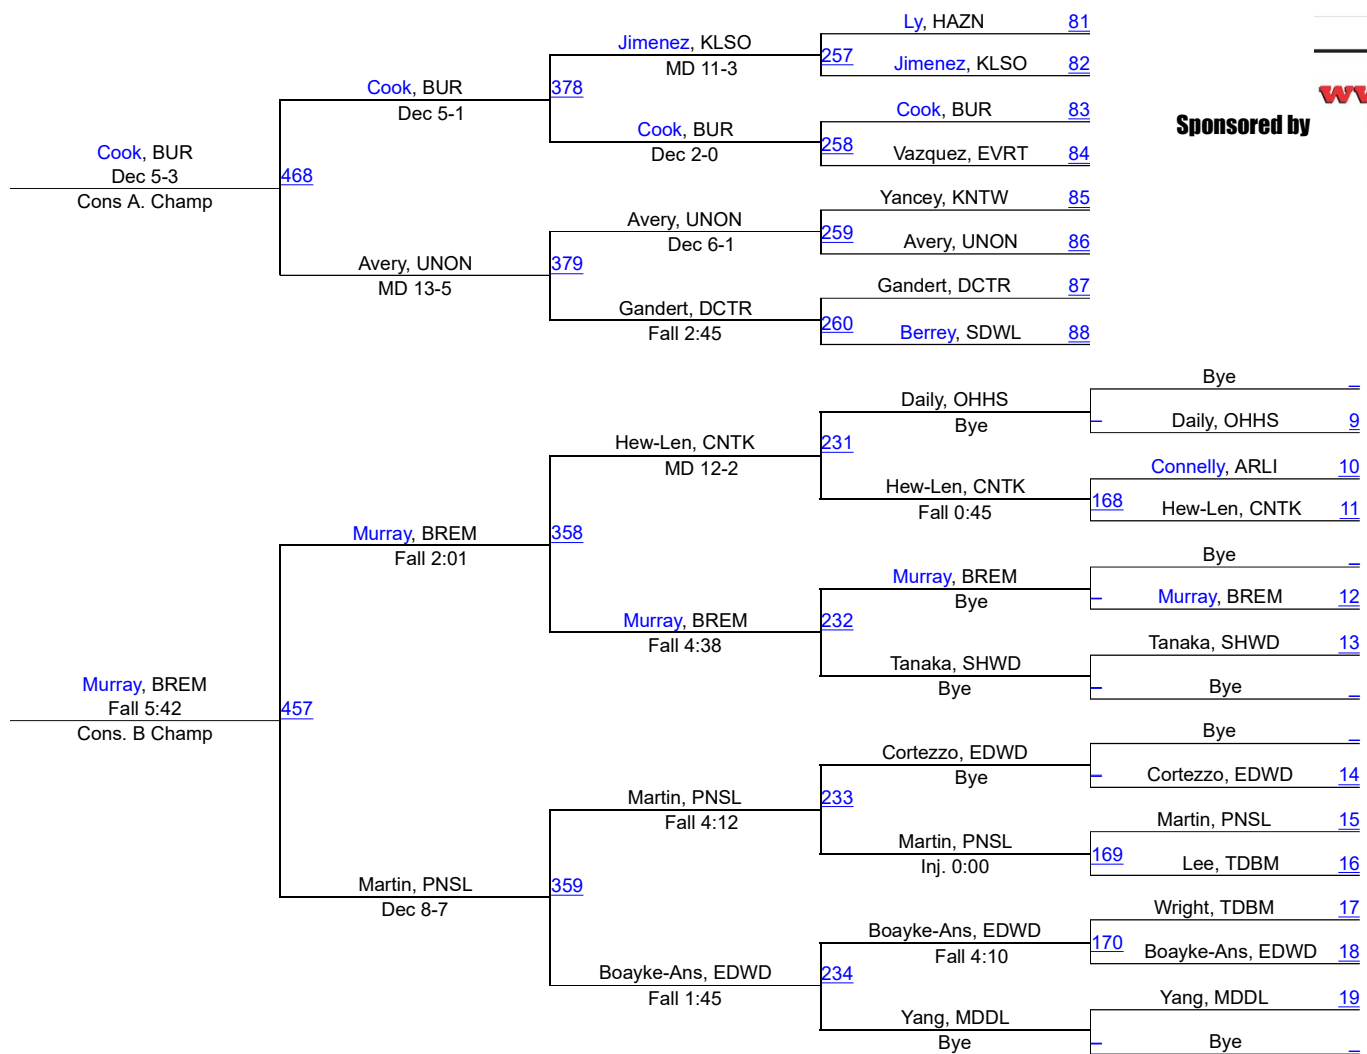 Ly, HAZN 81
Jimenez, KLSO
MD 11-3
257
Jimenez, KLSO 82
Cook, BUR
Dec 5-1
378
Cook, BUR 83
Sponsored by
Cook, BUR
Dec 2-0
258
Vazquez, EVRT 84
Cook, BUR
Dec 5-3
Cons A. Champ
468
Yancey, KNTW 85
Avery, UNON
Dec 6-1
259
Avery, UNON 86
Avery, UNON
MD 13-5
379
Gandert, DCTR 87
Gandert, DCTR
Fall 2:45
260
Berrey, SDWL 88
Bye _
Daily, OHHS
Bye
_
Daily, OHHS 9
Hew-Len, CNTK
MD 12-2
231
Connelly, ARLI 10
Hew-Len, CNTK
Fall 0:45
168
Hew-Len, CNTK 11
Murray, BREM
Fall 2:01
358
Bye _
Murray, BREM
Bye
_
Murray, BREM 12
Murray, BREM
Fall 4:38
232
Tanaka, SHWD 13
Tanaka, SHWD
Bye
_
Bye _
Murray, BREM
Fall 5:42
Cons. B Champ
457
Bye _
Cortezzo, EDWD
Bye
_
Cortezzo, EDWD 14
Martin, PNSL
Fall 4:12
233
Martin, PNSL 15
Martin, PNSL
Inj. 0:00
169
Lee, TDBM 16
Martin, PNSL
Dec 8-7
359
Wright, TDBM 17
Boayke-Ans, EDWD
Fall 4:10
170
Boayke-Ans, EDWD 18
Boayke-Ans, EDWD
Fall 1:45
234
Yang, MDDL 19
Yang, MDDL
Bye
_
Bye _